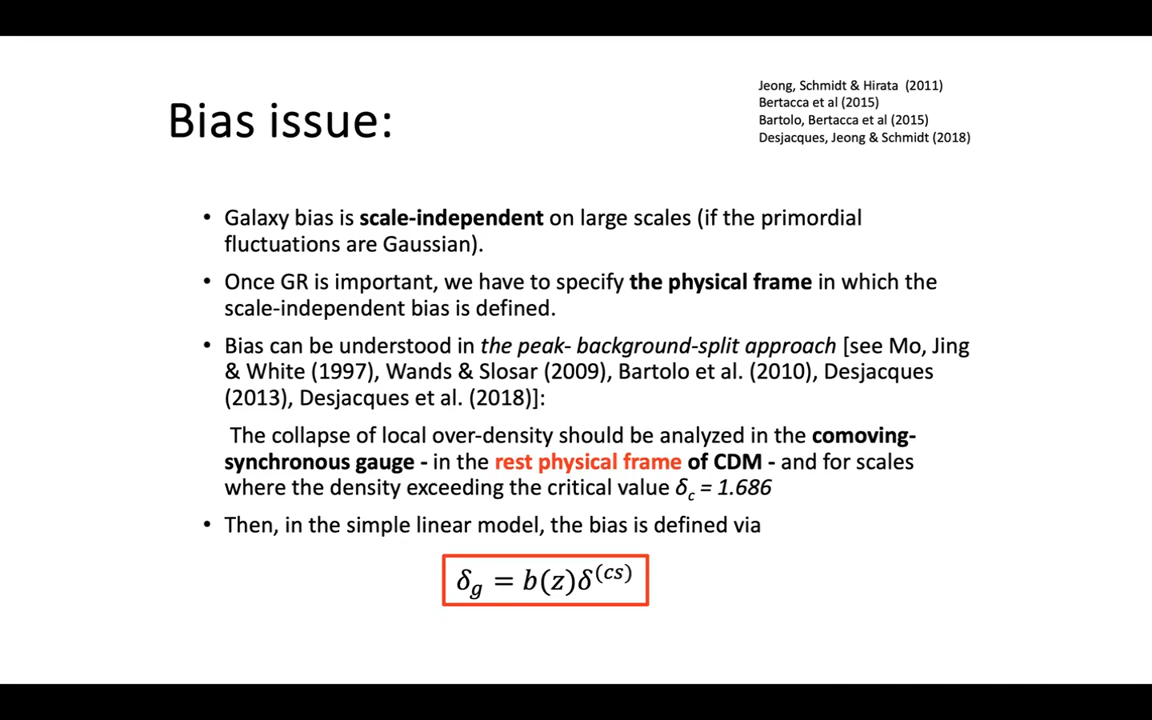 Bias issue:
Jeong, Schmidt & Hirata (2011)
Bertacca et al (2015)
Bartolo, Bertacca et al (2015)
Desjacques, Jeong & Schmidt (2018)
• Galaxy bias is scale-independent on large scales (if the primordial
fluctuations are Gaussian).
• Once GR is important, we have to specify the physical frame in which the
scale-independent bias is defined.
• Bias can be understood in the peak- background-split approach [see Mo, Jing
& White (1997), Wands & Slosar (2009), Bartolo et al. (2010), Desjacques
(2013), Desjacques et al. (2018)]:
The collapse of local over-density should be analyzed in the comoving-
synchronous gauge - in the rest physical frame of CDM - and for scales
where the density exceeding the critical value δ_c = 1.686
• Then, in the simple linear model, the bias is defined via
δ_g = b(z)δ^(cs)